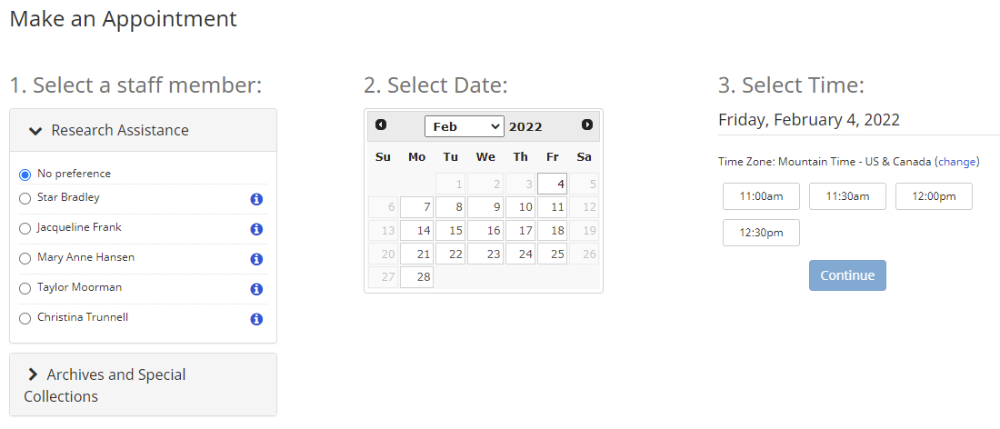 Make an Appointment
1. Select a staff member:
Research Assistance
No preference
Star Bradley
Jacqueline Frank
Mary Anne Hansen
Taylor Moorman
Christina Trunnell
Archives and Special
Collections
2. Select Date:
Feb 2022
Su Mo Tu We Th Fr Sa
1 2 3 4 5
6 7 8 9 10 11 12
13 14 15 16 17 18 19
20 21 22 23 24 25 26
27 28
3. Select Time:
Friday, February 4, 2022
Time Zone: Mountain Time - US & Canada (change)
11:00am 11:30am 12:00pm
12:30pm
Continue